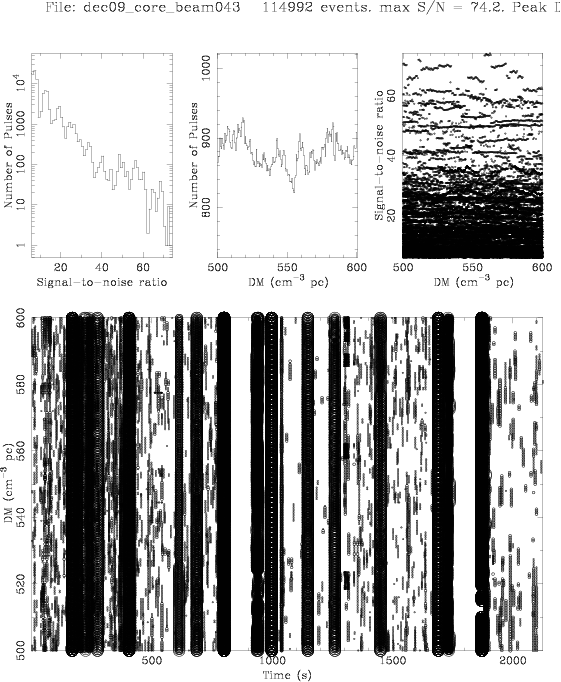 File: dec09_core_beam043 114992 events. max S/N = 74.2. Peak D
10⁴
1000
100
10
1
Number of Pulses
20 40 60
Signal-to-noise ratio
1000
900
800
Number of Pulses
500 550 600
DM (cm⁻³ pc)
60
40
20
Signal-to-noise ratio
500 550 600
DM (cm⁻³ pc)
600
580
560
540
520
500
DM (cm⁻³ pc)
500 1000 1500 2000
Time (s)